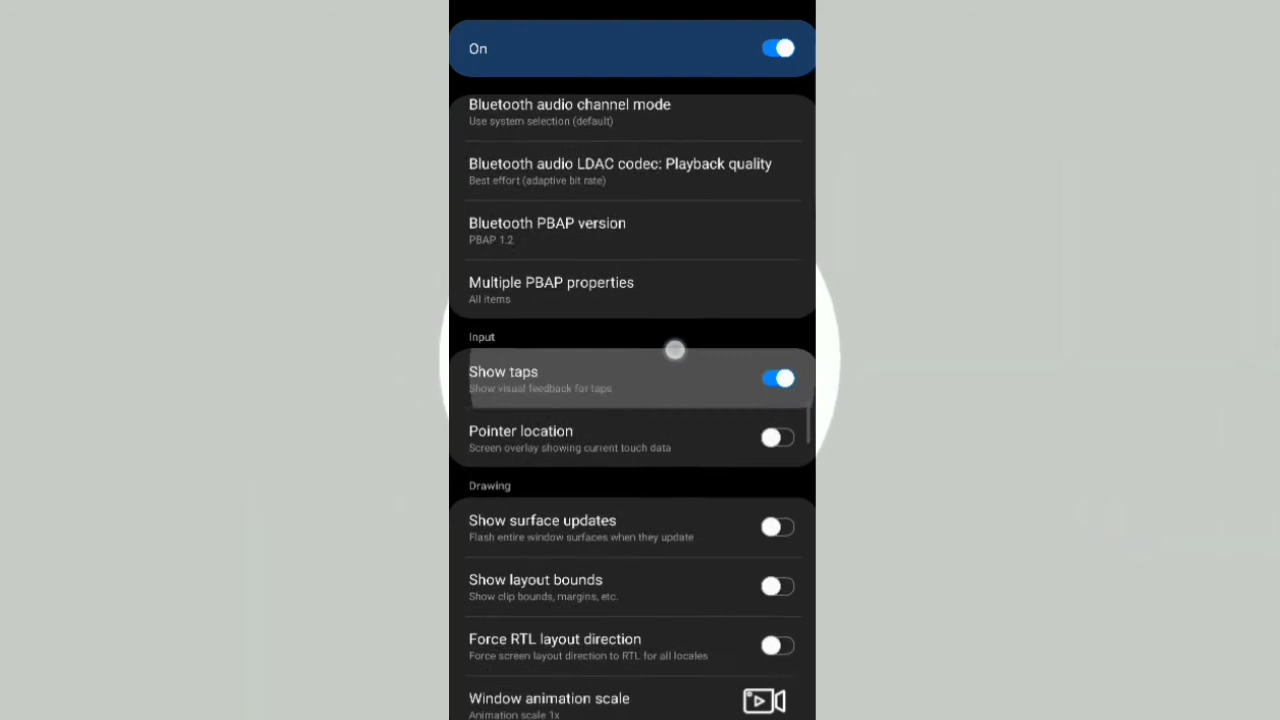 On
Bluetooth audio channel mode
Use system selection (default)
Bluetooth audio LDAC codec: Playback quality
Best effort (adaptive bit rate)
Bluetooth PBAP version
PBAP 1.2
Multiple PBAP properties
All items
Input
Show taps
Show visual feedback for taps
Pointer location
Screen overlay showing current touch data
Drawing
Show surface updates
Flash entire window surfaces when they update
Show layout bounds
Show clip bounds, margins, etc.
Force RTL layout direction
Force screen layout direction to RTL for all locales
Window animation scale
Animation scale 1x